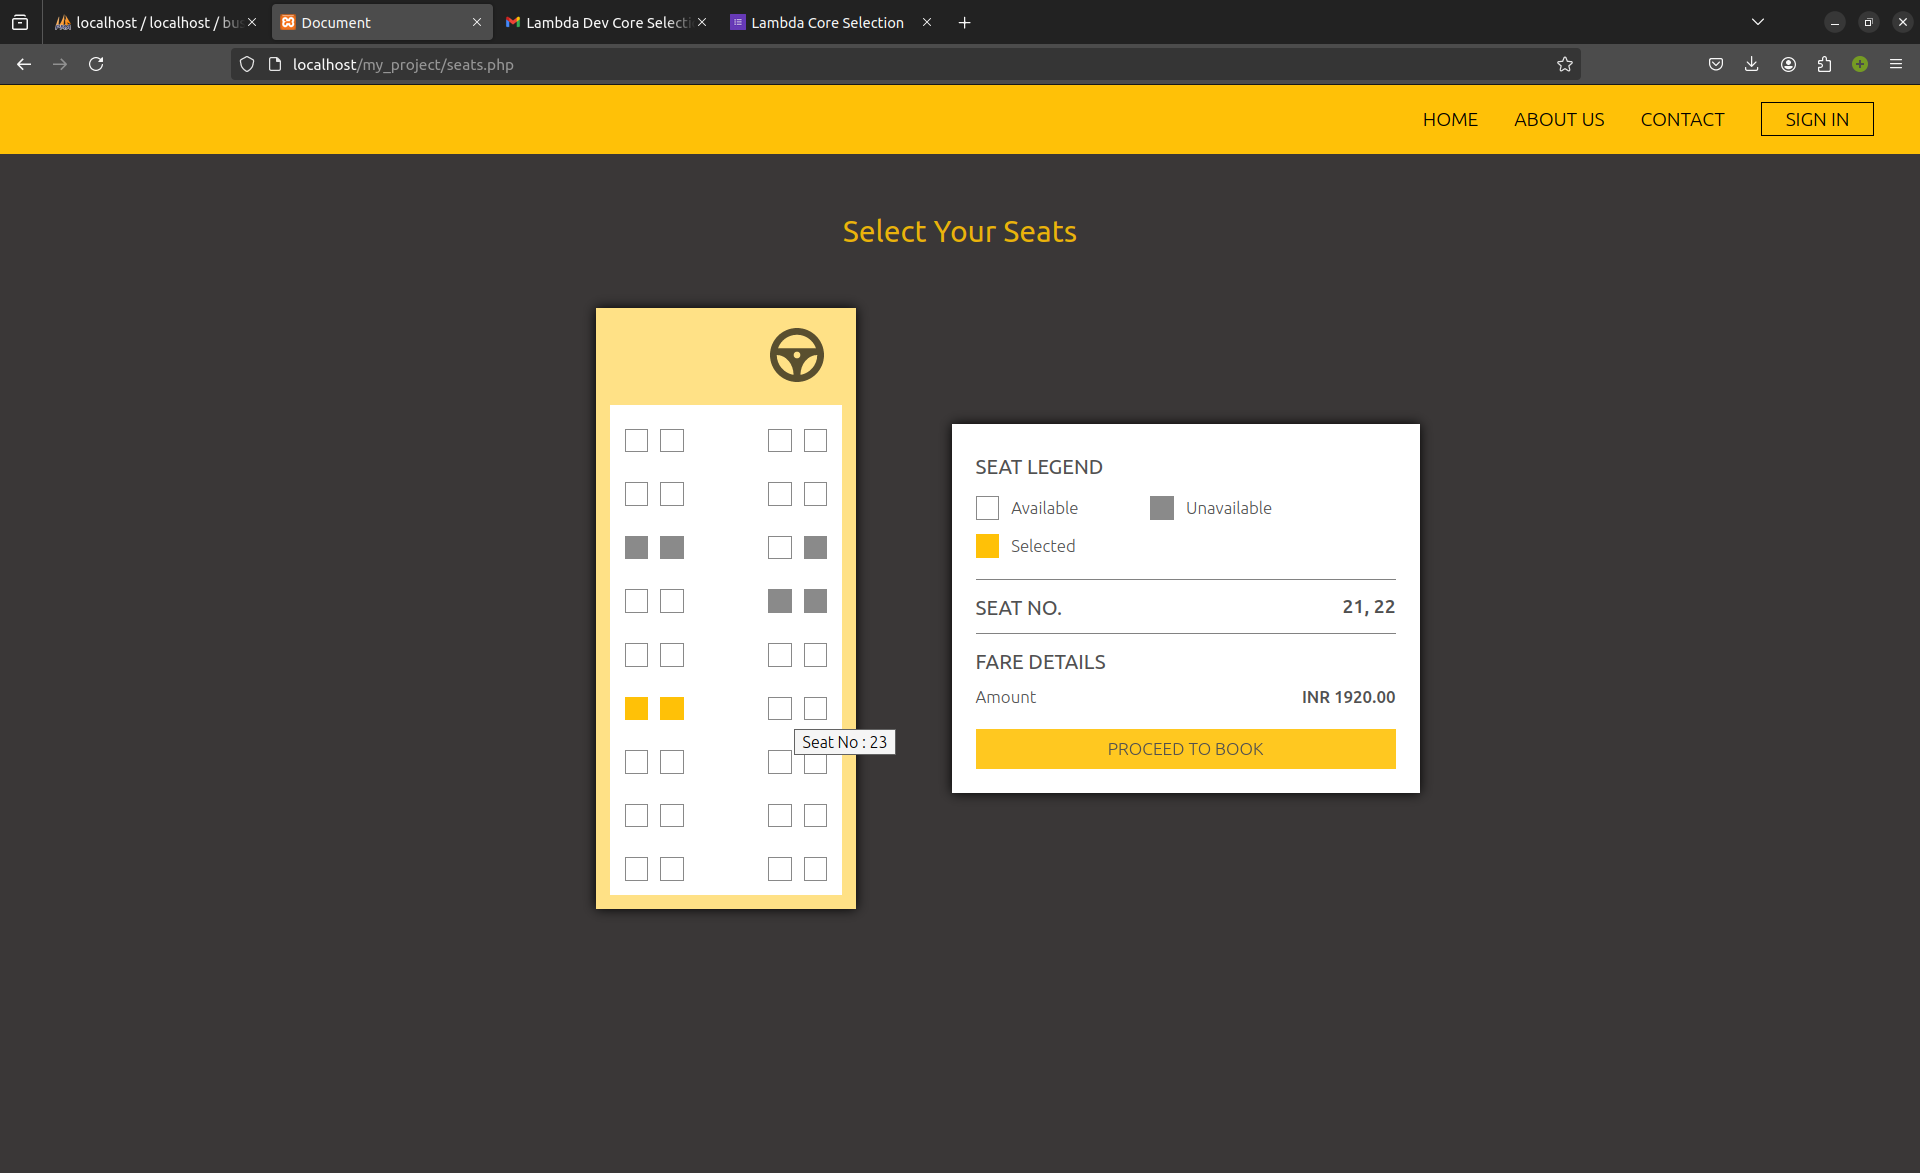 localhost / localhost / bu
Document
Lambda Dev Core Selecti
Lambda Core Selection
localhost/my_project/seats.php
HOME ABOUT US CONTACT SIGN IN
Select Your Seats
SEAT LEGEND
Available Unavailable
Selected
SEAT NO. 21, 22
FARE DETAILS
Amount INR 1920.00
Seat No : 23
PROCEED TO BOOK